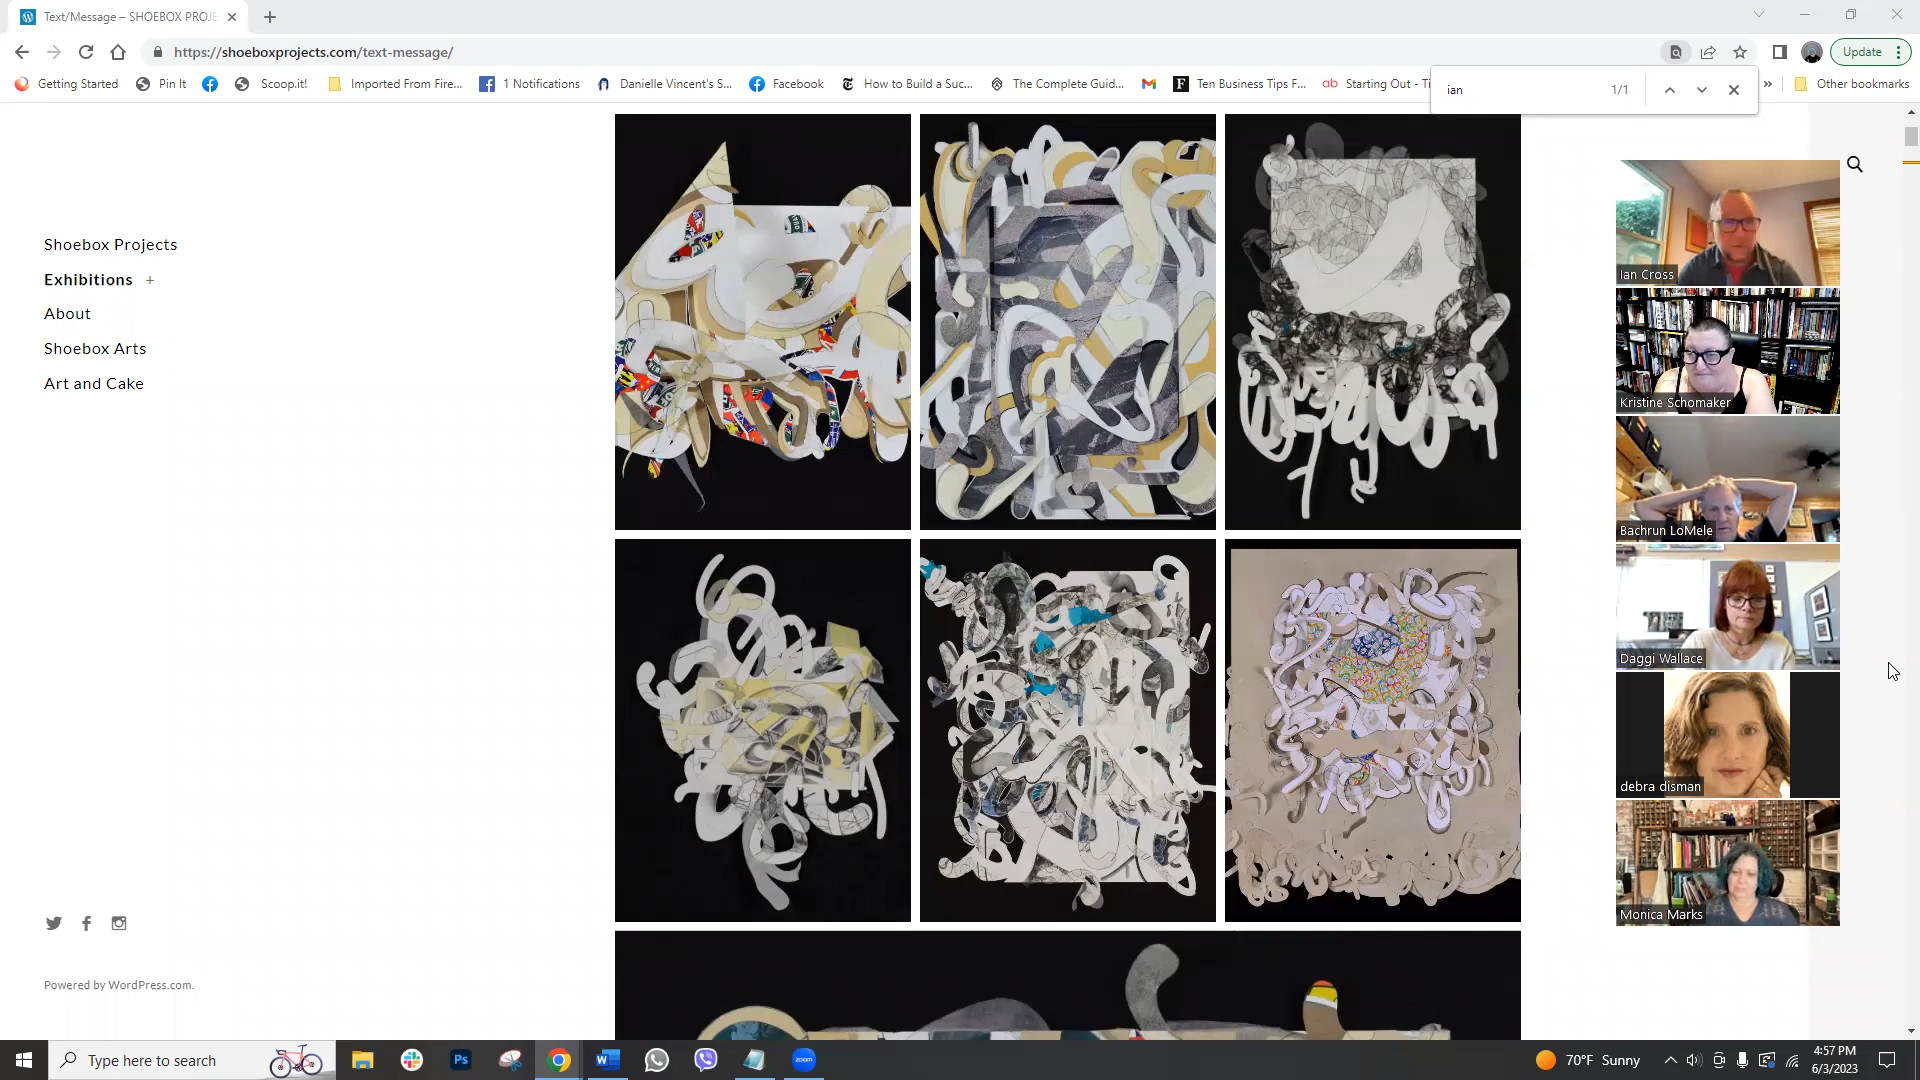 Text/Message – SHOEBOX PROJE
https://shoeboxprojects.com/text-message/
Update
Getting Started
Pin It
Scoop.it!
Imported From Fire...
1 Notifications
Danielle Vincent's S...
Facebook
How to Build a Suc...
The Complete Guid...
Ten Business Tips F...
ab
Starting Out - Ti
»
Other bookmarks
ian
1/1
Shoebox Projects
Exhibitions +
About
Shoebox Arts
Art and Cake
Ian Cross
Kristine Schomaker
Bachrun LoMele
Daggi Wallace
debra disman
Monica Marks
Powered by WordPress.com.
Type here to search
Ps
W
zoom
70°F Sunny
4:57 PM
6/3/2023